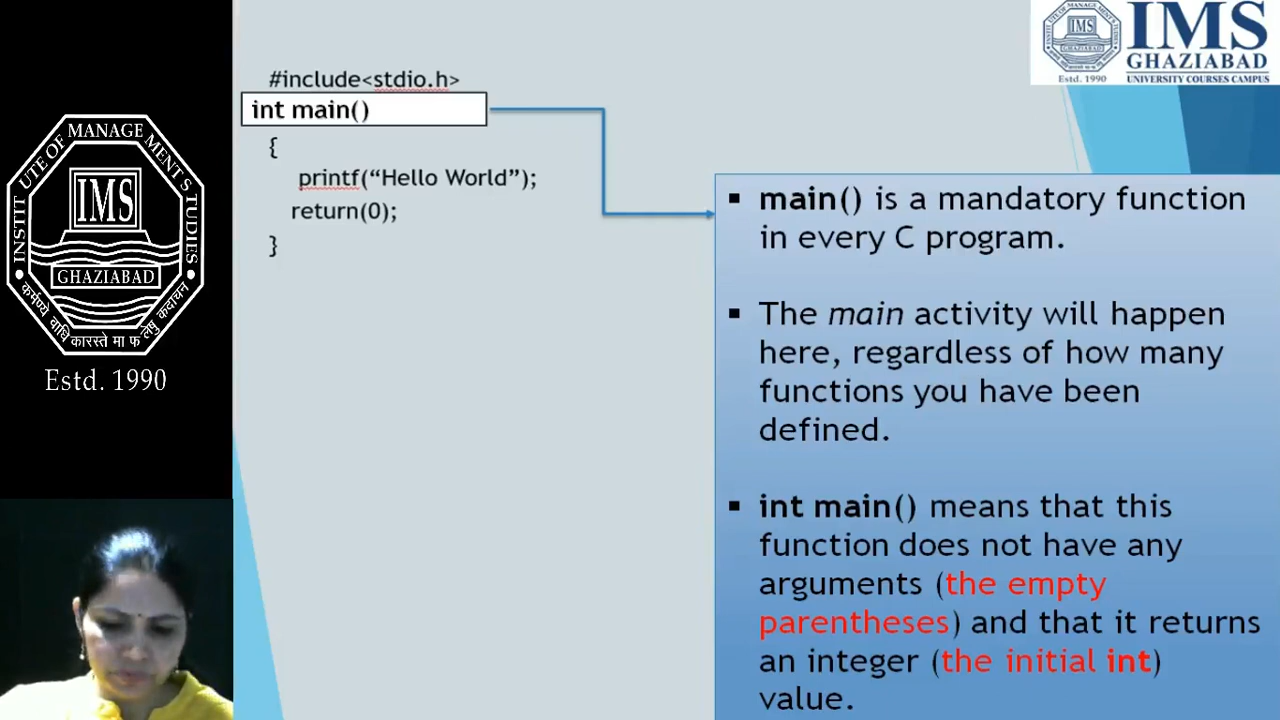 IMS
GHAZIABAD
Estd. 1990
UNIVERSITY COURSES CAMPUS
INSTITUTE OF MANAGEMENT STUDIES
IMS
GHAZIABAD
Estd. 1990
#include<stdio.h>
int main()
{
printf(“Hello World”);
return(0);
}
▪ main() is a mandatory function
in every C program.
▪ The main activity will happen
here, regardless of how many
functions you have been
defined.
▪ int main() means that this
function does not have any
arguments (the empty
parentheses) and that it returns
an integer (the initial int)
value.